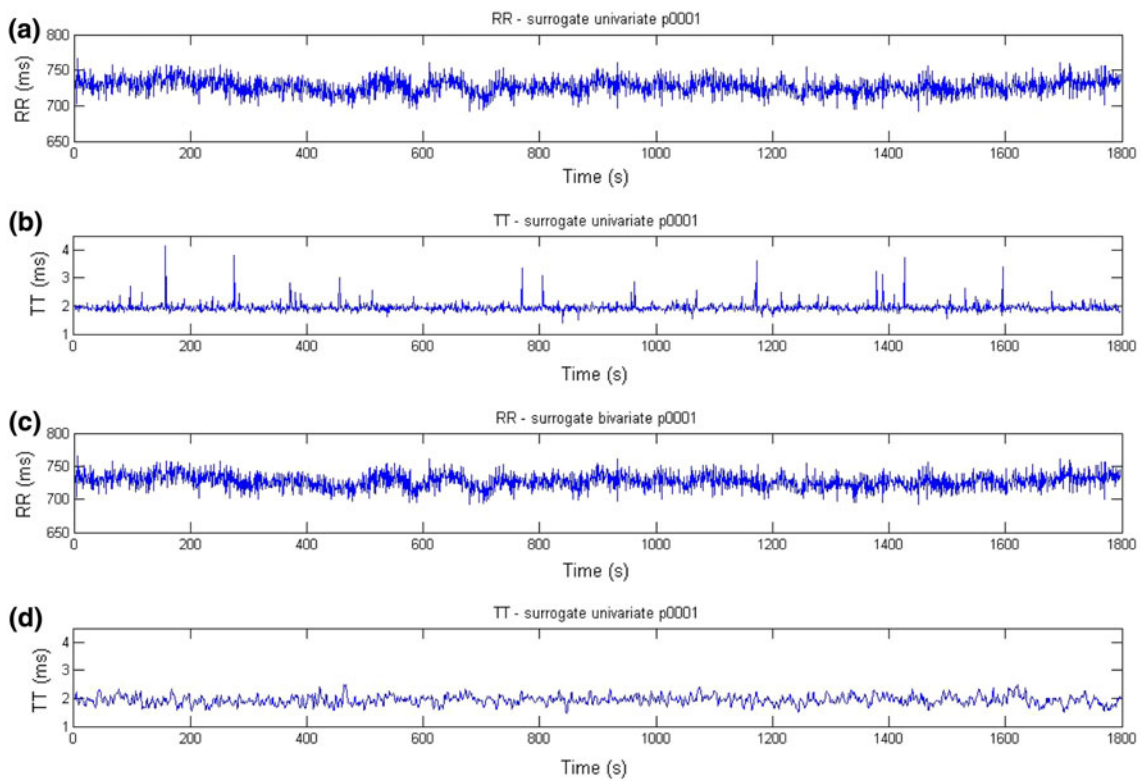 (a)
RR - surrogate univariate p0001
RR (ms)
800
750
700
650
0 200 400 600 800 1000 1200 1400 1600 1800
Time (s)
(b)
TT - surrogate univariate p0001
TT (ms)
4
3
2
1
0 200 400 600 800 1000 1200 1400 1600 1800
Time (s)
(c)
RR - surrogate bivariate p0001
RR (ms)
800
750
700
650
0 200 400 600 800 1000 1200 1400 1600 1800
Time (s)
(d)
TT - surrogate univariate p0001
TT (ms)
4
3
2
1
0 200 400 600 800 1000 1200 1400 1600 1800
Time (s)